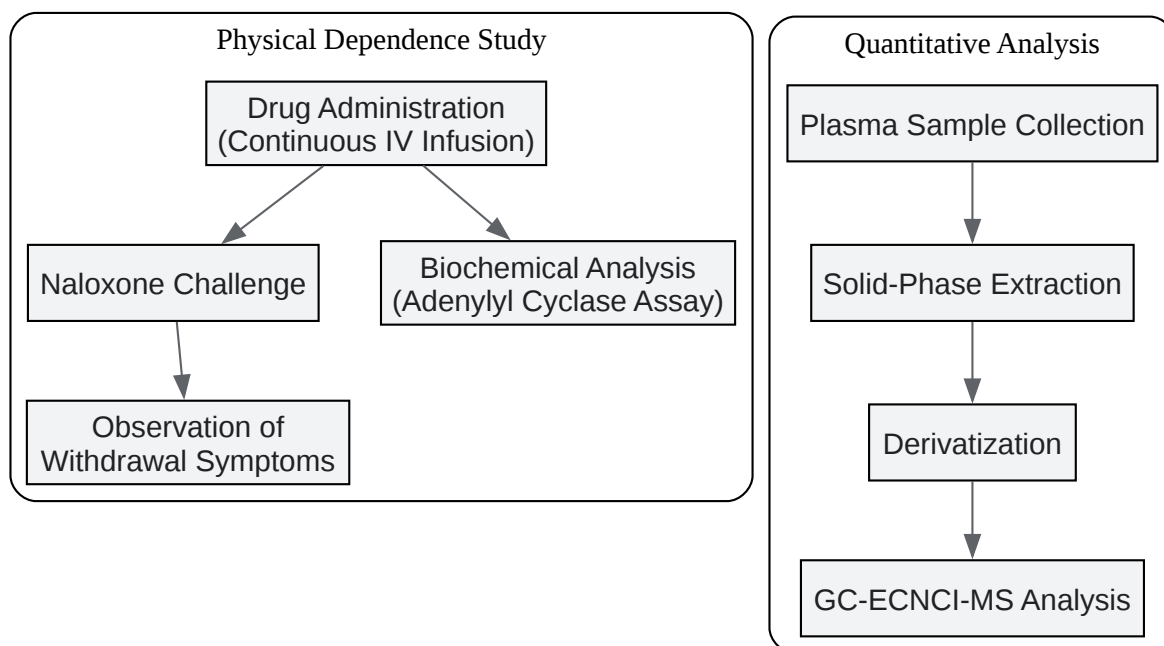 Physical Dependence Study
Drug Administration
(Continuous IV Infusion)
Naloxone Challenge
Biochemical Analysis
(Adenylyl Cyclase Assay)
Observation of
Withdrawal Symptoms
Quantitative Analysis
Plasma Sample Collection
Solid-Phase Extraction
Derivatization
GC-ECNCI-MS Analysis